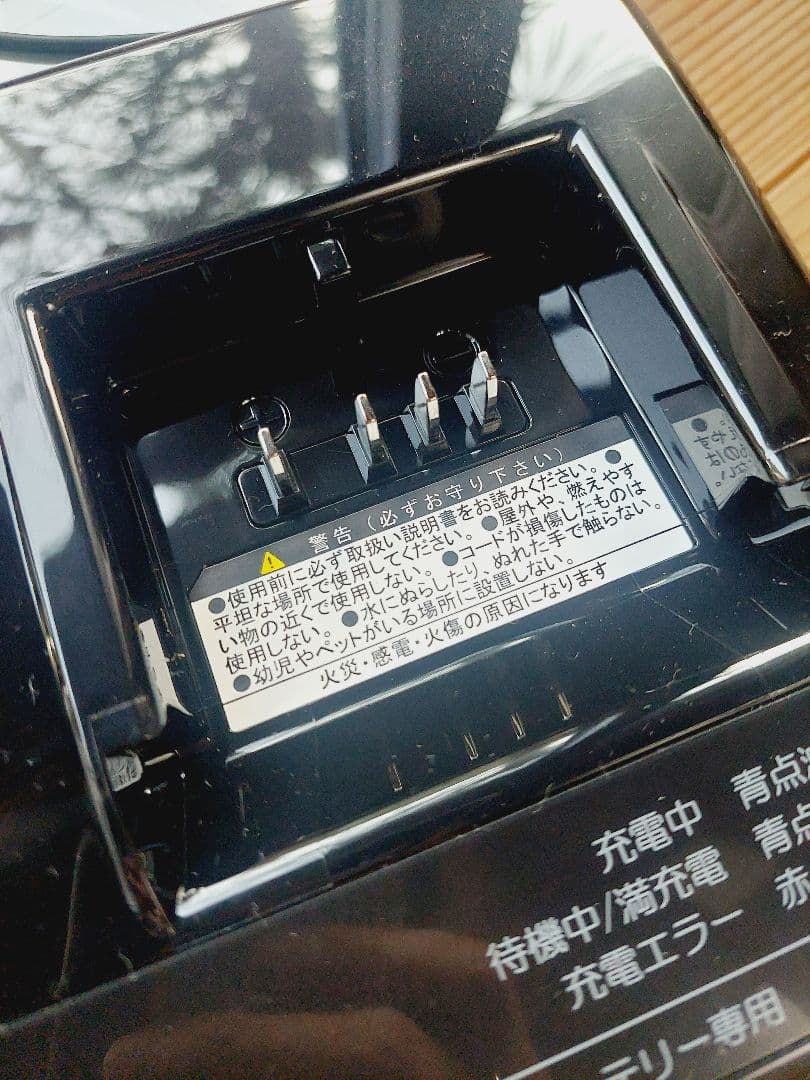 警告（必ずお守り下さい）
●使用前に必ず取扱い説明書をお読みください。●
平坦な場所で使用してください。●屋外や、燃えやす
い物の近くで使用しない。●コードが損傷したものは
使用しない。●水にぬらしたり、ぬれた手で触らない。
●幼児やペットがいる場所に設置しない。
火災・感電・火傷の原因になります
充電中 青点
待機中/満充電 青点
充電エラー 赤
テリー専用